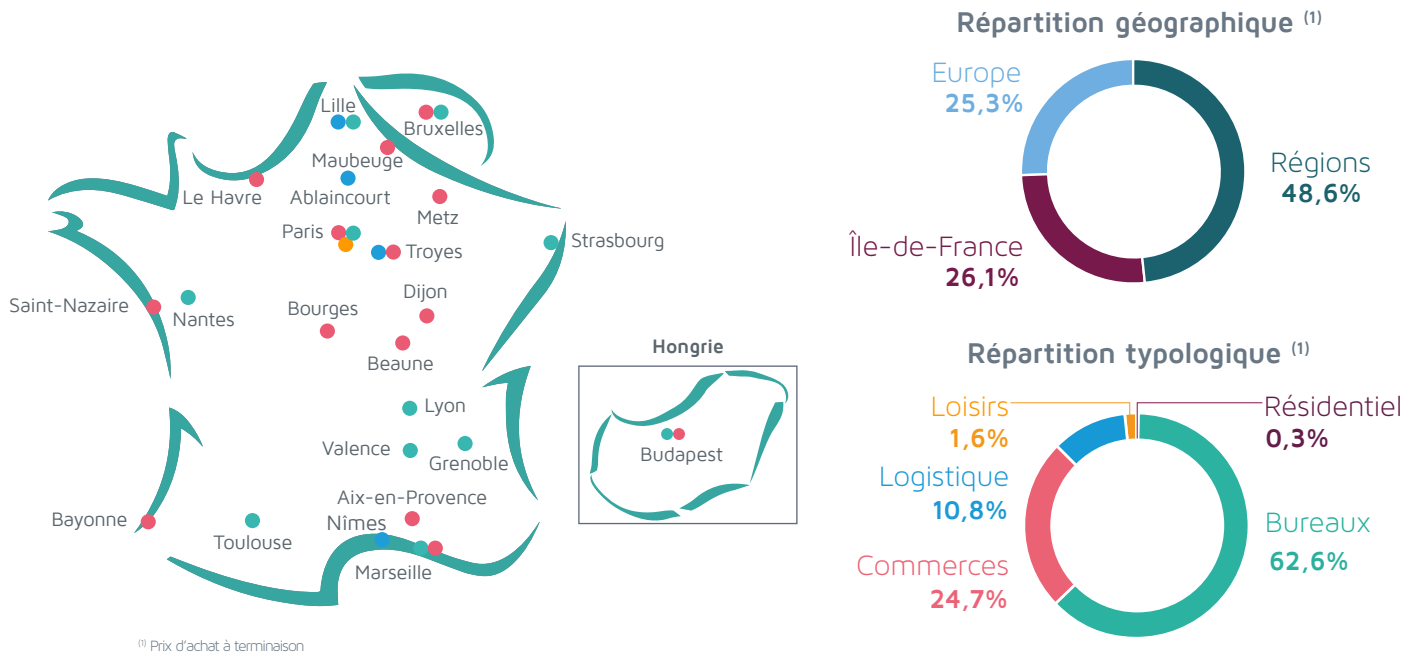 Lille
Bruxelles
Maubeuge
Le Havre
Ablaincourt
Metz
Paris
Troyes
Strasbourg
Saint-Nazaire
Nantes
Bourges
Dijon
Beaune
Lyon
Valence
Grenoble
Aix-en-Provence
Nîmes
Bayonne
Toulouse
Marseille
Hongrie
Budapest
(1) Prix d'achat à terminaison
Répartition géographique (1)
Europe
25,3%
Régions
48,6%
Île-de-France
26,1%
Répartition typologique (1)
Loisirs
1,6%
Résidentiel
0,3%
Logistique
10,8%
Bureaux
62,6%
Commerces
24,7%